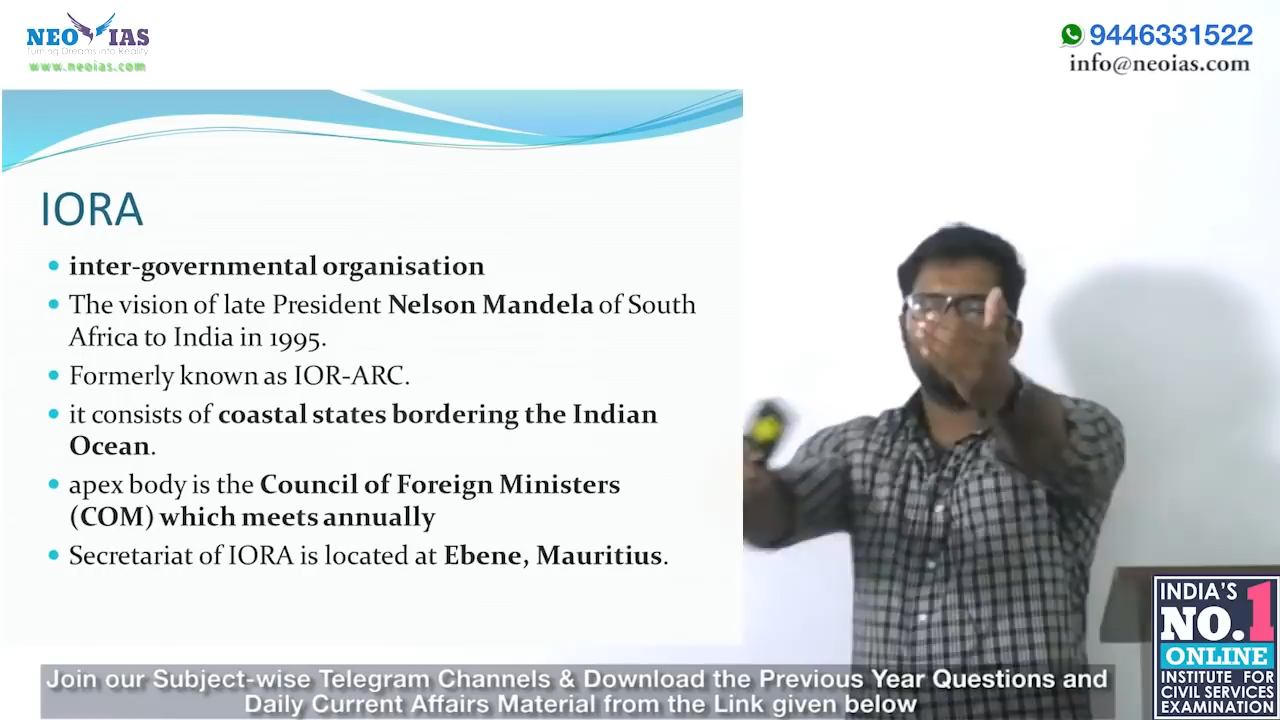 NEO IAS
Turning Dreams into Reality
www.neoias.com
9446331522
info@neoias.com
IORA
inter-governmental organisation
The vision of late President Nelson Mandela of South
Africa to India in 1995.
Formerly known as IOR-ARC.
it consists of coastal states bordering the Indian
Ocean.
apex body is the Council of Foreign Ministers
(COM) which meets annually
Secretariat of IORA is located at Ebene, Mauritius.
INDIA'S
NO.1
ONLINE
INSTITUTE FOR
CIVIL SERVICES
EXAMINATION
Join our Subject-wise Telegram Channels & Download the Previous Year Questions and
Daily Current Affairs Material from the Link given below